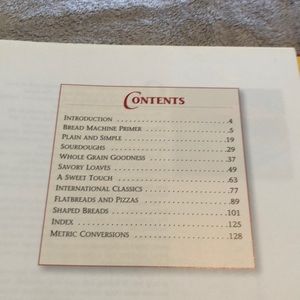 CONTENTS
INTRODUCTION . . . . . . . . . . . . . . . . . . . . . . . .4
BREAD MACHINE PRIMER . . . . . . . . . . . . . . . . . .5
PLAIN AND SIMPLE . . . . . . . . . . . . . . . . . . . . .19
SOURDOUGHS . . . . . . . . . . . . . . . . . . . . . . . .29
WHOLE GRAIN GOODNESS . . . . . . . . . . . . . . . . .37
SAVORY LOAVES . . . . . . . . . . . . . . . . . . . . . . .49
A SWEET TOUCH . . . . . . . . . . . . . . . . . . . . . . .63
INTERNATIONAL CLASSICS . . . . . . . . . . . . . . . . .77
FLATBREADS AND PIZZAS . . . . . . . . . . . . . . . . . .89
SHAPED BREADS . . . . . . . . . . . . . . . . . . . . . .101
INDEX . . . . . . . . . . . . . . . . . . . . . . . . . . . .125
METRIC CONVERSIONS . . . . . . . . . . . . . . . . . .128